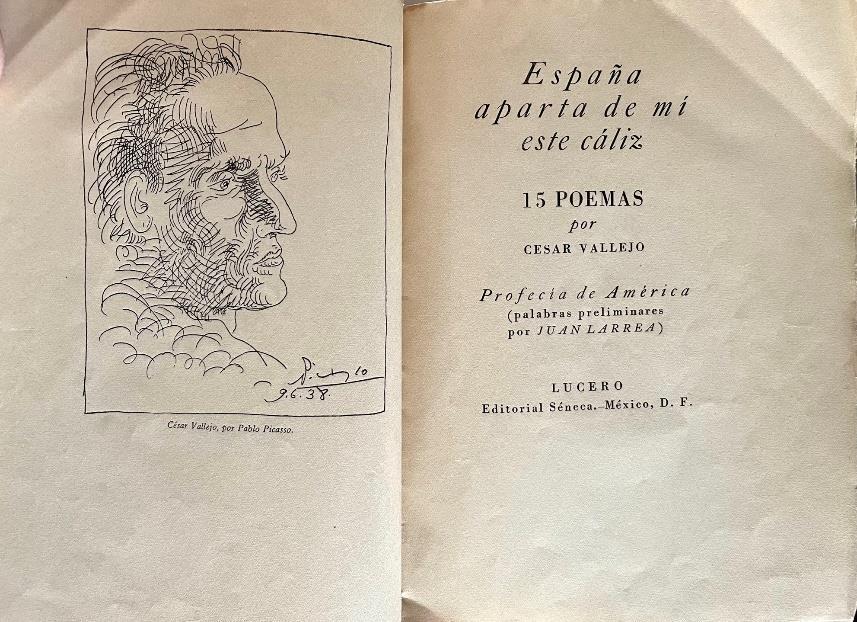 Picasso
9.6.38.
César Vallejo, por Pablo Picasso.
España
aparta de mí
este cáliz
15 POEMAS
por
CESAR VALLEJO
Profecía de América
(palabras preliminares
por JUAN LARREA)
LUCERO
Editorial Séneca.–México, D. F.